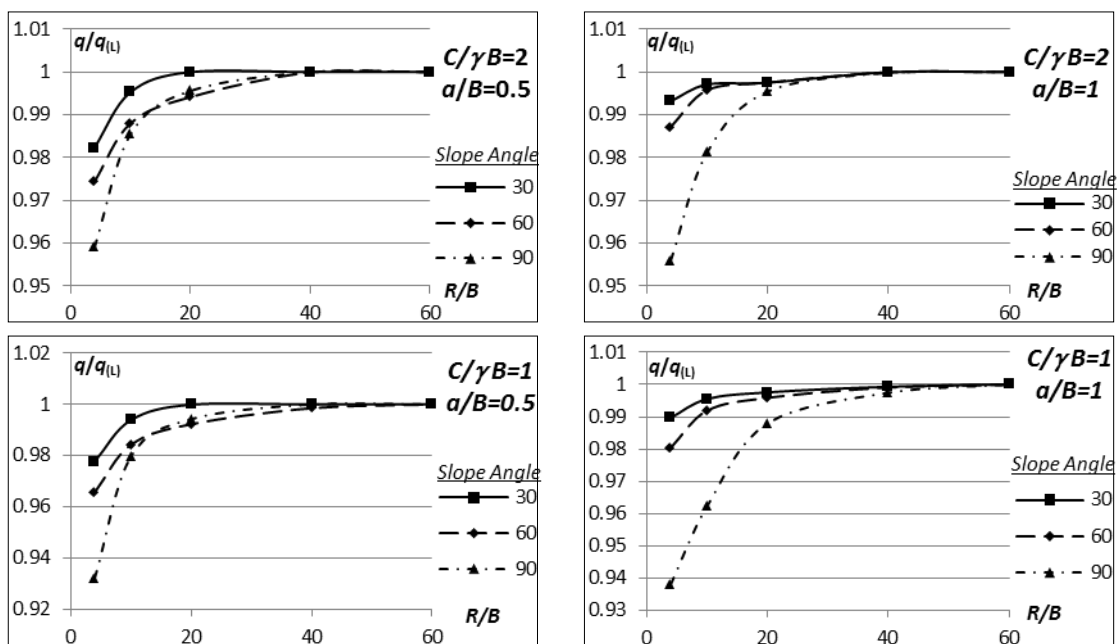 1.01
q/q(L)
C/γB=2
a/B=0.5
1
0.99
0.98
0.97
0.96
0.95
Slope Angle
30
60
90
R/B
0 20 40 60
1.01
q/q(L)
C/γB=2
a/B=1
1
0.99
0.98
0.97
0.96
0.95
Slope Angle
30
60
90
R/B
0 20 40 60
1.02
q/q(L)
C/γB=1
a/B=0.5
1
0.98
0.96
0.94
0.92
Slope Angle
30
60
90
R/B
0 20 40 60
1.01
q/q(L)
C/γB=1
a/B=1
1
0.99
0.98
0.97
0.96
0.95
0.94
0.93
Slope Angle
30
60
90
R/B
0 20 40 60